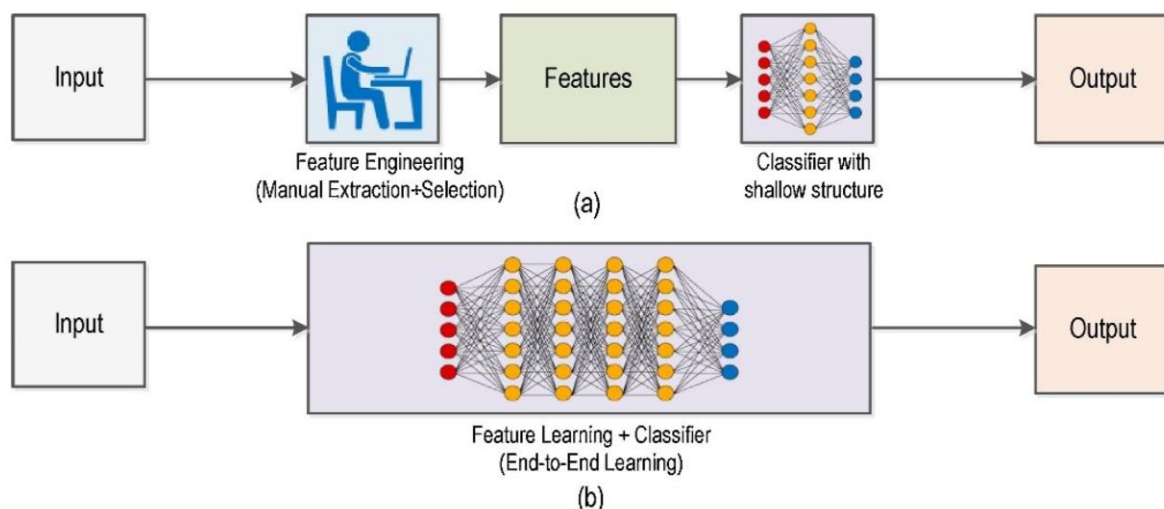 Input
Features
Output
Feature Engineering
(Manual Extraction+Selection)
Classifier with
shallow structure
(a)
Input
Output
Feature Learning + Classifier
(End-to-End Learning)
(b)